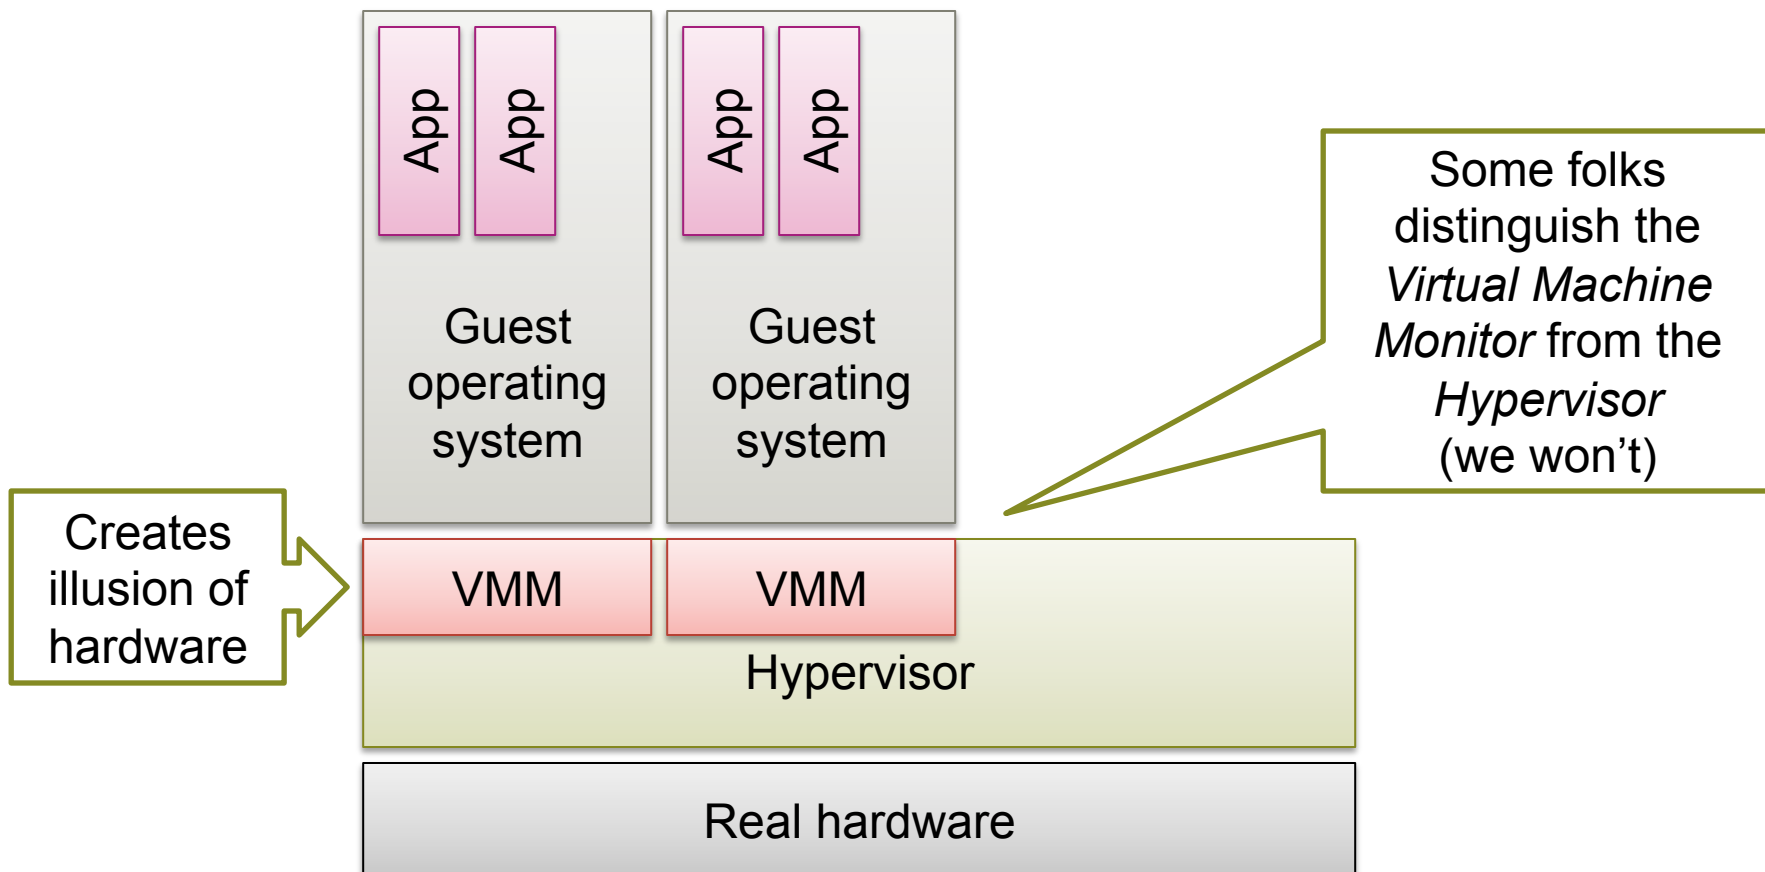 App
App
App
App
Guest
operating
system
Guest
operating
system
Some folks
distinguish the
Virtual Machine
Monitor from the
Hypervisor
(we won’t)
Creates
illusion of
hardware
VMM
VMM
Hypervisor
Real hardware